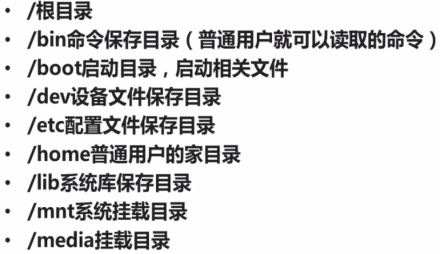 • /根目录
• /bin命令保存目录（普通用户就可以读取的命令）
• /boot启动目录，启动相关文件
• /dev设备文件保存目录
• /etc配置文件保存目录
• /home普通用户的家目录
• /lib系统库保存目录
• /mnt系统挂载目录
• /media挂载目录